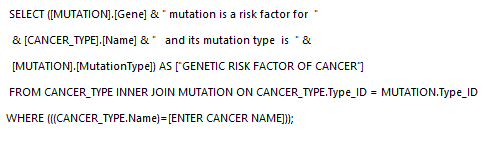 SELECT ([MUTATION].[Gene] & " mutation is a risk factor for "
& [CANCER_TYPE].[Name] & " and its mutation type is " &
[MUTATION].[MutationType]) AS ["GENETIC RISK FACTOR OF CANCER"]
FROM CANCER_TYPE INNER JOIN MUTATION ON CANCER_TYPE.Type_ID = MUTATION.Type_ID
WHERE (((CANCER_TYPE.Name)=[ENTER CANCER NAME]));